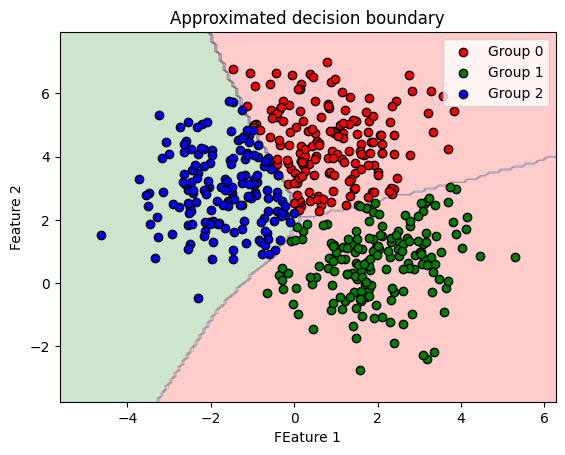 Approximated decision boundary
Group 0
Group 1
Group 2
6
4
2
0
−2
Feature 2
−4
−2
0
2
4
6
FEature 1